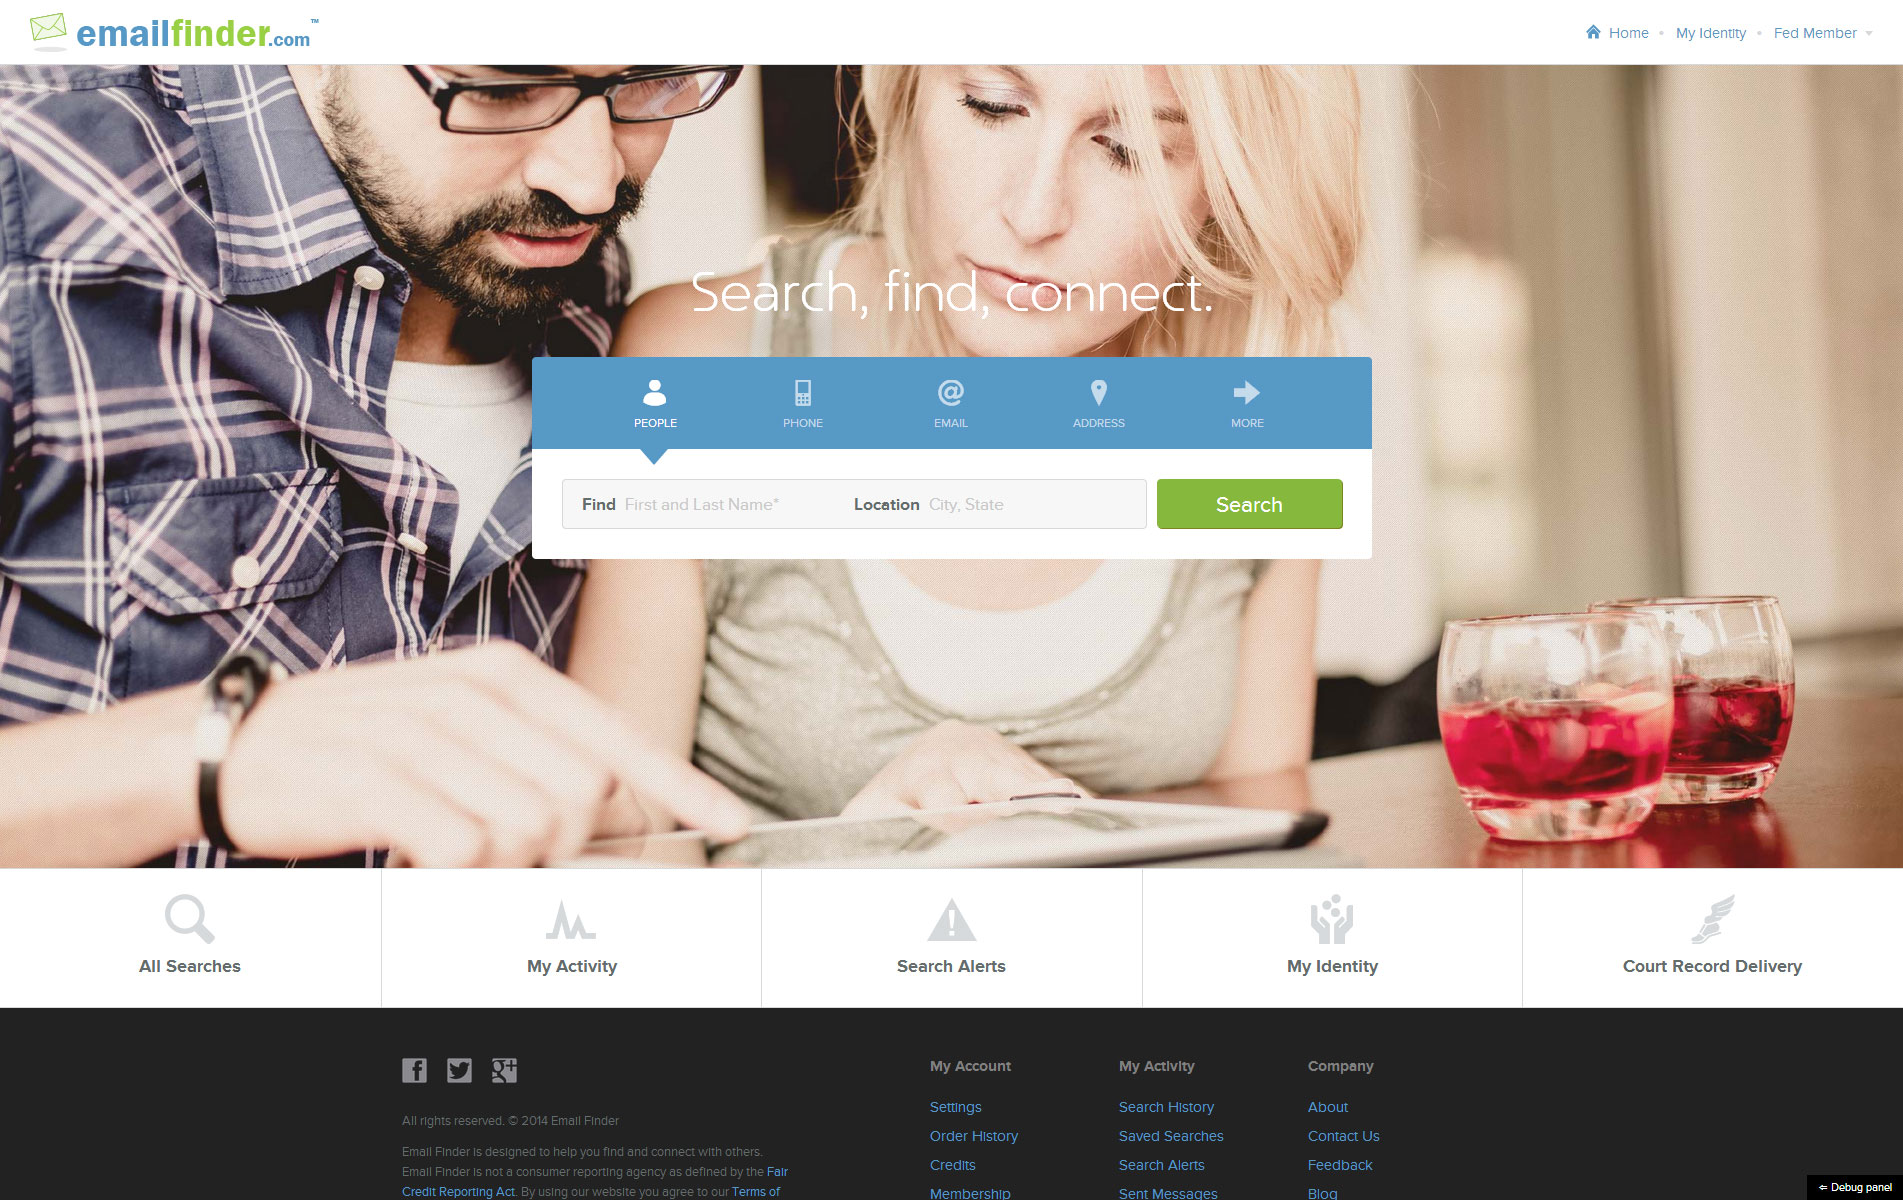 emailfinder.com™
Home • My Identity • Fed Member
Search, find, connect.
PEOPLE PHONE EMAIL ADDRESS MORE
Find First and Last Name* Location City, State Search
All Searches My Activity Search Alerts My Identity Court Record Delivery
My Account My Activity Company
All rights reserved. © 2014 Email Finder
Email Finder is designed to help you find and connect with others.
Email Finder is not a consumer reporting agency as defined by the Fair
Credit Reporting Act. By using our website you agree to our Terms of
Settings Search History About
Order History Saved Searches Contact Us
Credits Search Alerts Feedback
Membership Sent Messages Blog
⇐ Debug panel